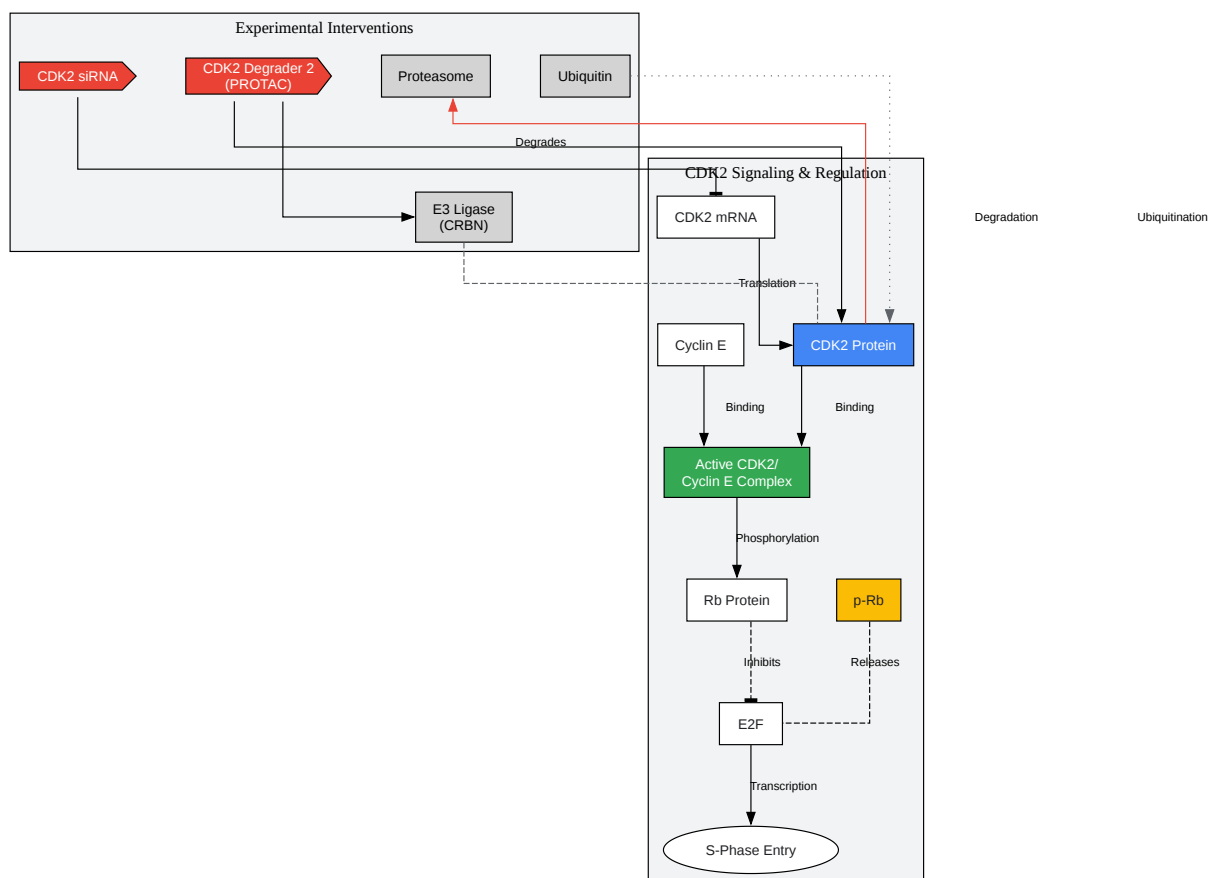 Experimental Interventions
CDK2 siRNA
CDK2 Degrader 2
(PROTAC)
Proteasome
Ubiquitin
Degrades
CDK2 Signaling & Regulation
E3 Ligase
(CRBN)
CDK2 mRNA
Degradation
Ubiquitination
Translation
Cyclin E
CDK2 Protein
Binding
Binding
Active CDK2/
Cyclin E Complex
Phosphorylation
Rb Protein
p-Rb
Inhibits
Releases
E2F
Transcription
S-Phase Entry